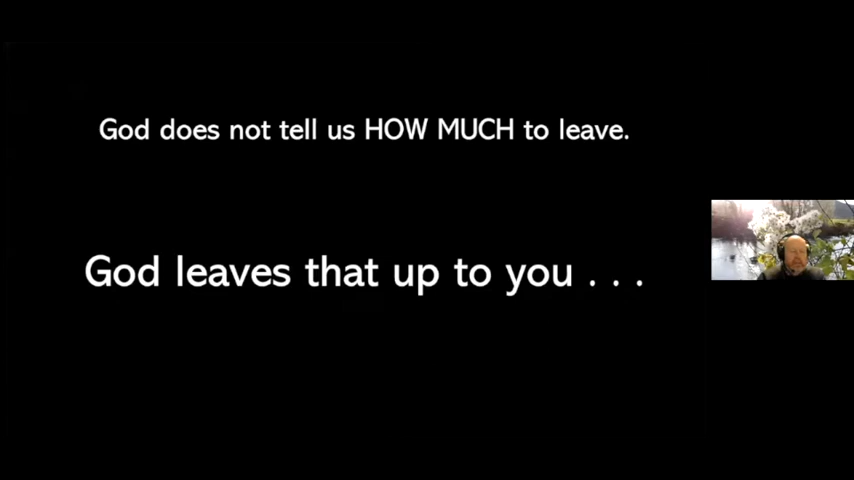 God does not tell us HOW MUCH to leave.
God leaves that up to you . . .